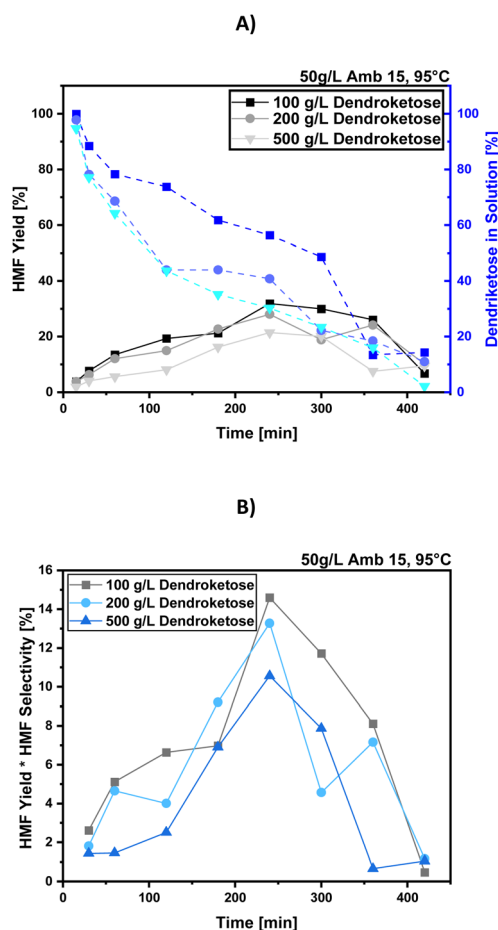 A)
50g/L Amb 15, 95°C
100 g/L Dendroketose
200 g/L Dendroketose
500 g/L Dendroketose
HMF Yield [%]
Dendriketose in Solution [%]
100
80
60
40
20
0
100
80
60
40
20
0
0
100
200
300
400
Time [min]
B)
50g/L Amb 15, 95°C
100 g/L Dendroketose
200 g/L Dendroketose
500 g/L Dendroketose
HMF Yield * HMF Selectivity [%]
16
14
12
10
8
6
4
2
0
0
100
200
300
400
Time [min]